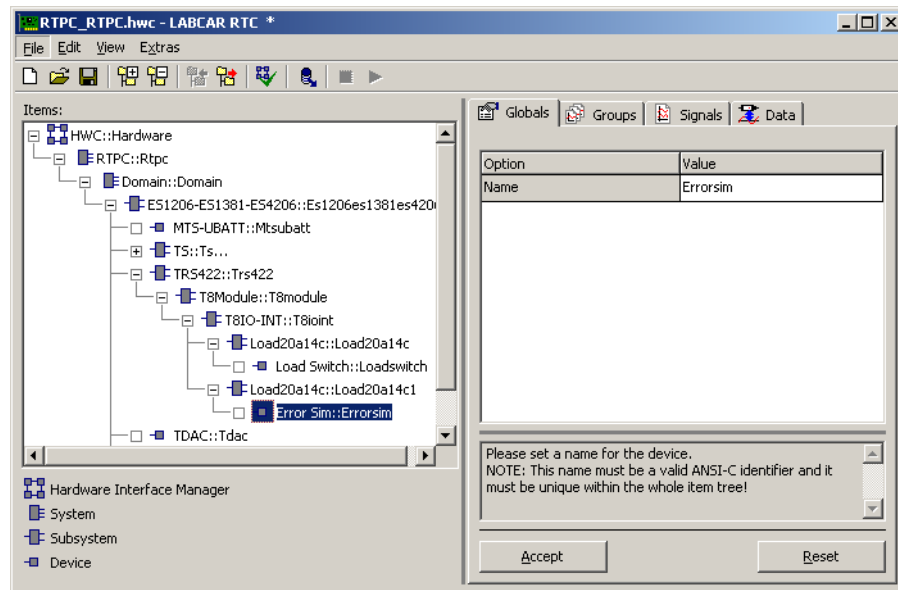 RTPC_RTPC.hwc - LABCAR RTC *
File Edit View Extras
Items:
HWC::Hardware
RTPC::Rtpc
Domain::Domain
ES1206-ES1381-ES4206::Es1206es1381es420
MTS-UBATT::Mtsubatt
TS::Ts...
TRS422::Trs422
T8Module::T8module
T8IO-INT::T8ioint
Load20a14c::Load20a14c
Load Switch::Loadswitch
Load20a14c::Load20a14c1
Error Sim::Errorsim
TDAC::Tdac
Hardware Interface Manager
System
Subsystem
Device
Globals Groups Signals Data
Option Value
Name Errorsim
Please set a name for the device.
NOTE: This name must be a valid ANSI-C identifier and it
must be unique within the whole item tree!
Accept Reset